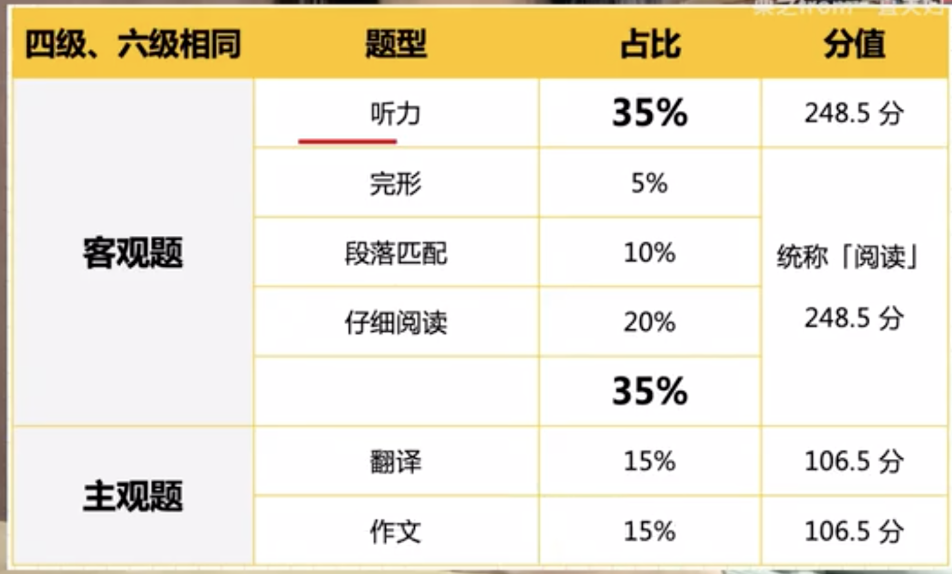 四级、六级相同 题型 占比 分值
客观题 听力 35% 248.5 分
完形 5%
段落匹配 10%
统称「阅读」
仔细阅读 20%
248.5 分
35%
主观题 翻译 15% 106.5 分
作文 15% 106.5 分